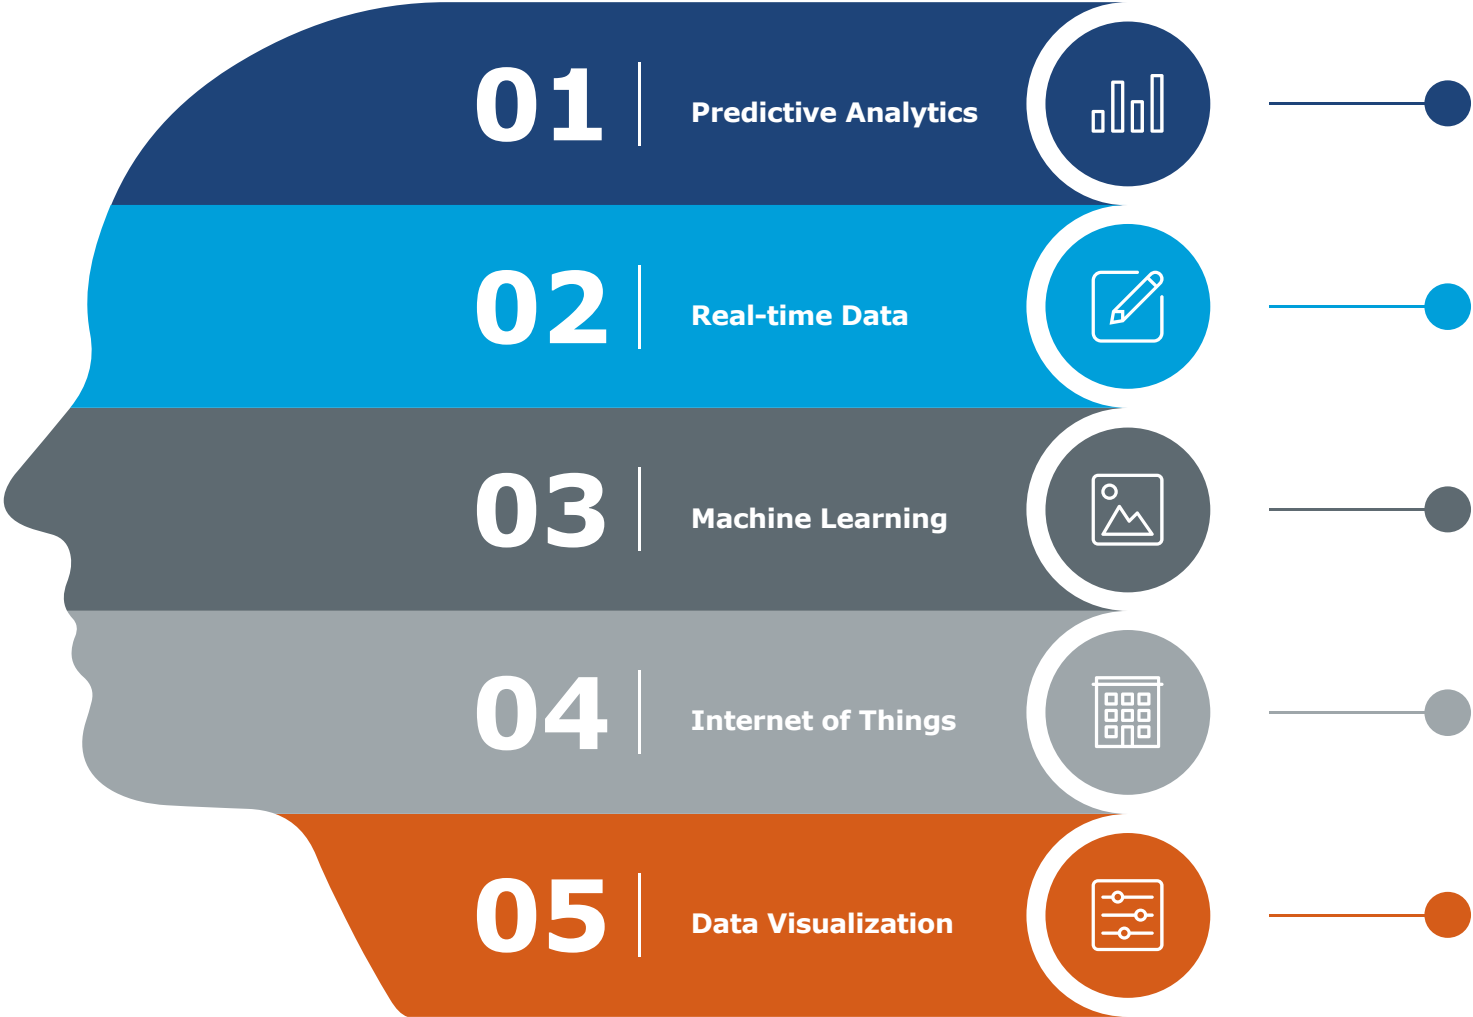 01
Predictive Analytics
02
Real-time Data
03
Machine Learning
04
Internet of Things
05
Data Visualization